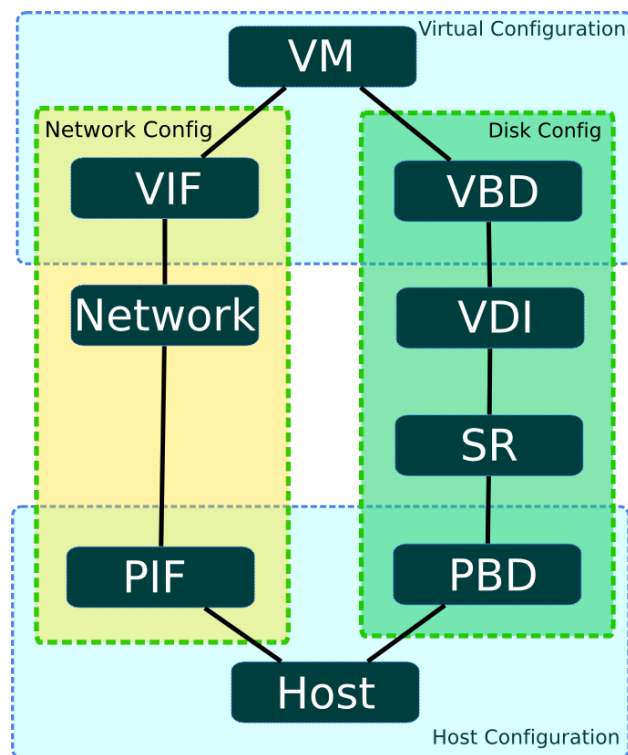 Virtual Configuration
VM
Network Config
Disk Config
VIF
VBD
Network
VDI
SR
PIF
PBD
Host
Host Configuration